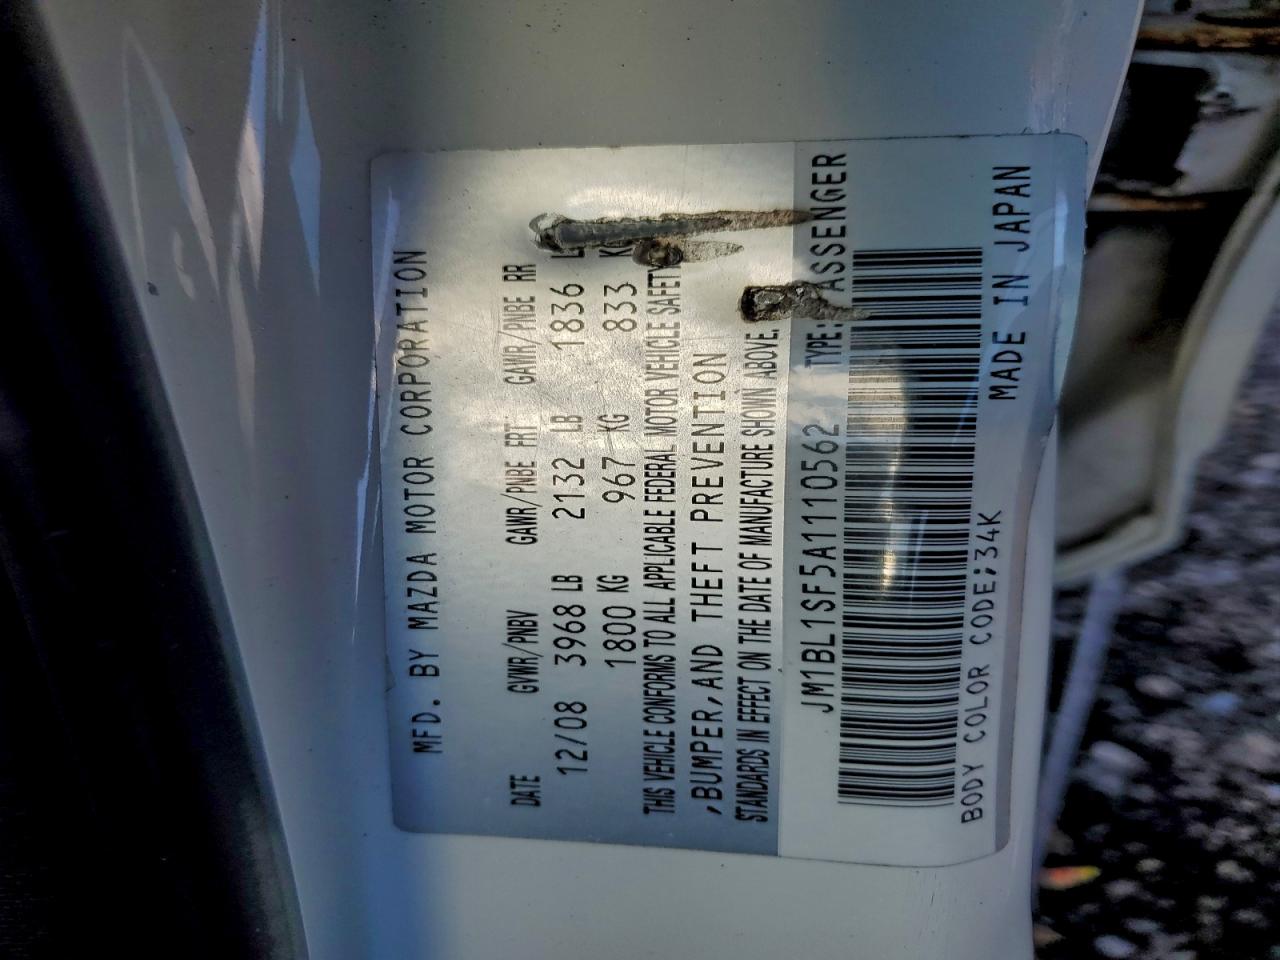 MFD. BY MAZDA MOTOR CORPORATION
DATE GVWR/PNBV GAWR/PNBE FRT GAWR/PNBE RR
12/08 3968 LB 2132 LB 1836
1800 KG 967 KG 833
THIS VEHICLE CONFORMS TO ALL APPLICABLE FEDERAL MOTOR VEHICLE SAFETY
,BUMPER,AND THEFT PREVENTION
STANDARDS IN EFFECT ON THE DATE OF MANUFACTURE SHOWN ABOVE.
JM1BL1SF5A1110562 TYPE: PASSENGER
BODY COLOR CODE;34K MADE IN JAPAN